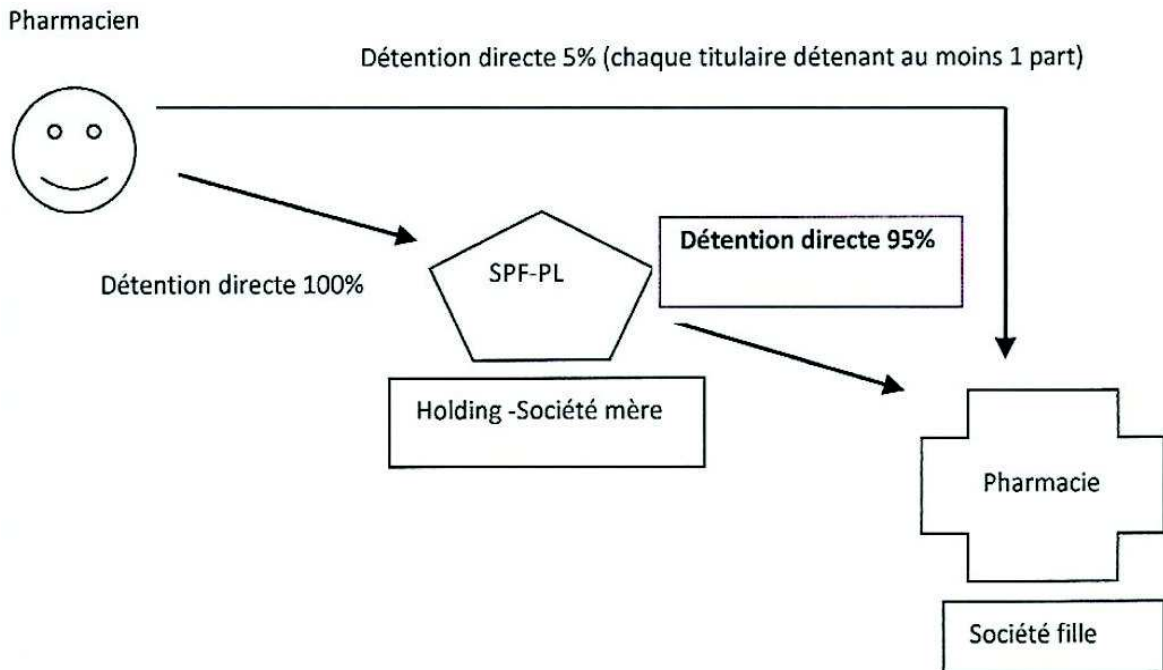 Pharmacien
Détention directe 5% (chaque titulaire détenant au moins 1 part)
Détention directe 95%
SPF-PL
Détention directe 100%
Holding -Société mère
Pharmacie
Société fille